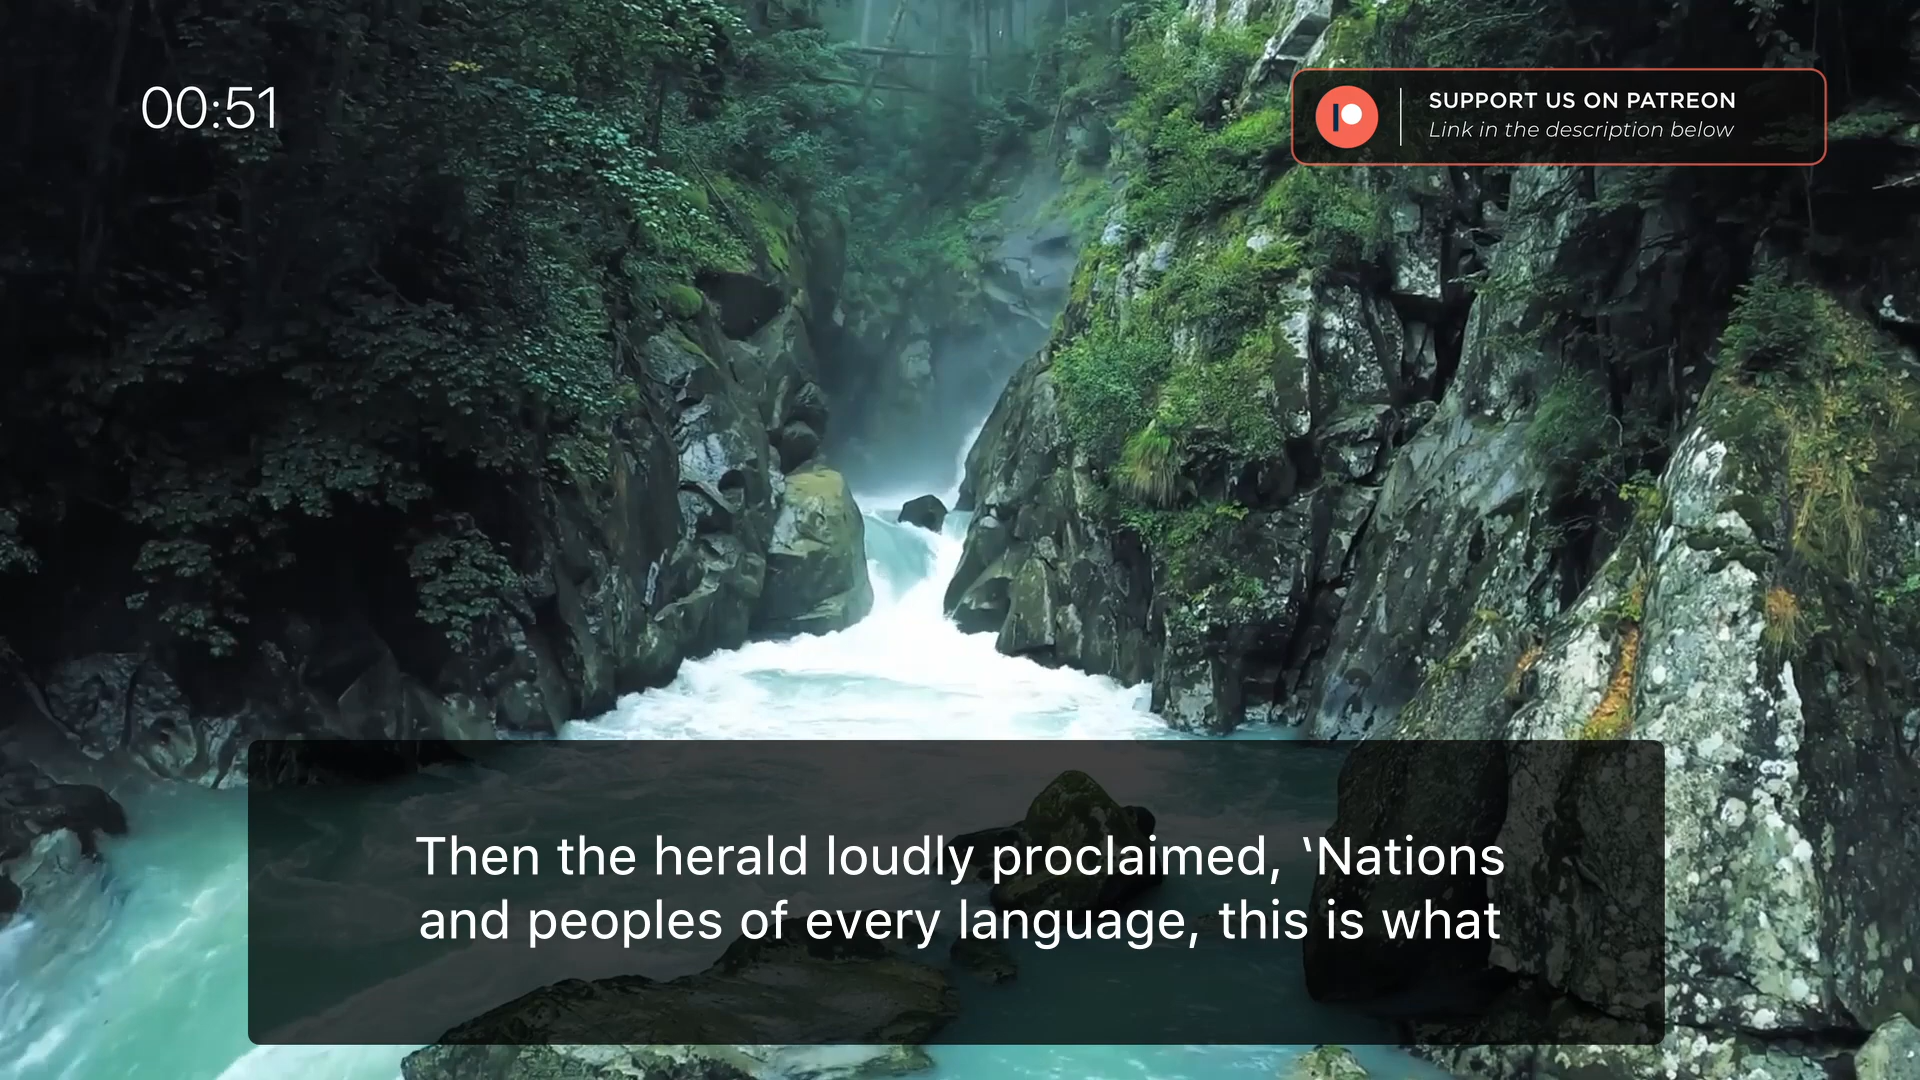 00:51
SUPPORT US ON PATREON
Link in the description below
Then the herald loudly proclaimed, ‛Nations
and peoples of every language, this is what